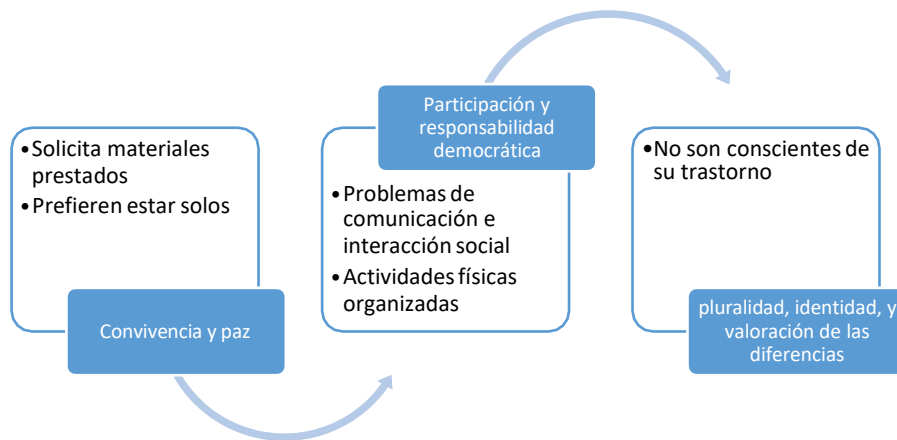 •Solicita materiales
prestados
•Prefieren estar solos
Convivencia y paz
Participación y
responsabilidad
democrática
•Problemas de
comunicación e
interacción social
•Actividades físicas
organizadas
•No son conscientes de
su trastorno
pluralidad, identidad, y
valoración de las
diferencias